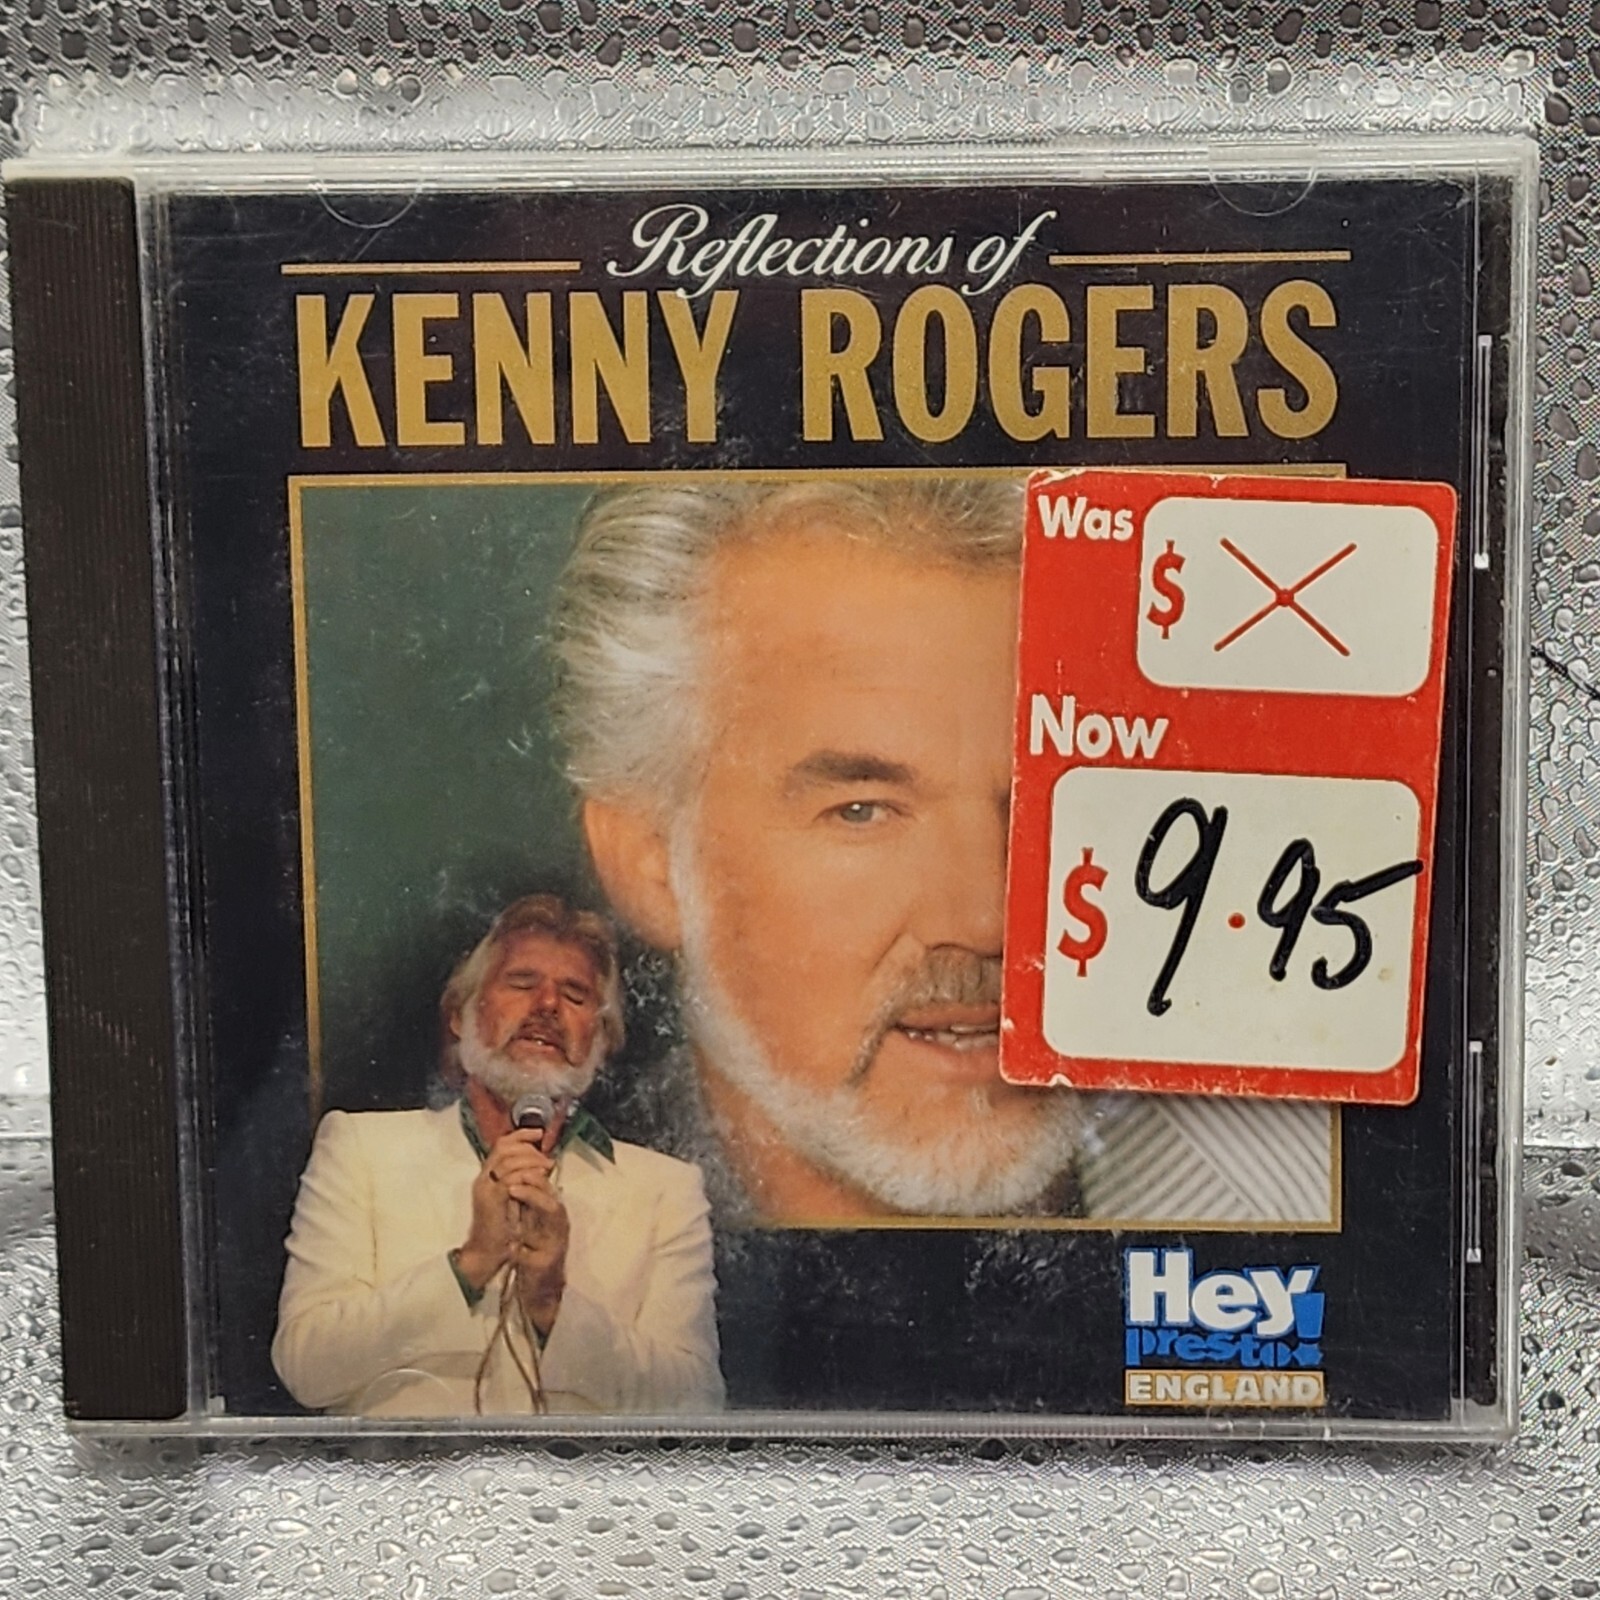 Reflections of
KENNY ROGERS
Was
$
Now
$ 9.95
Hey
presto!
ENGLAND